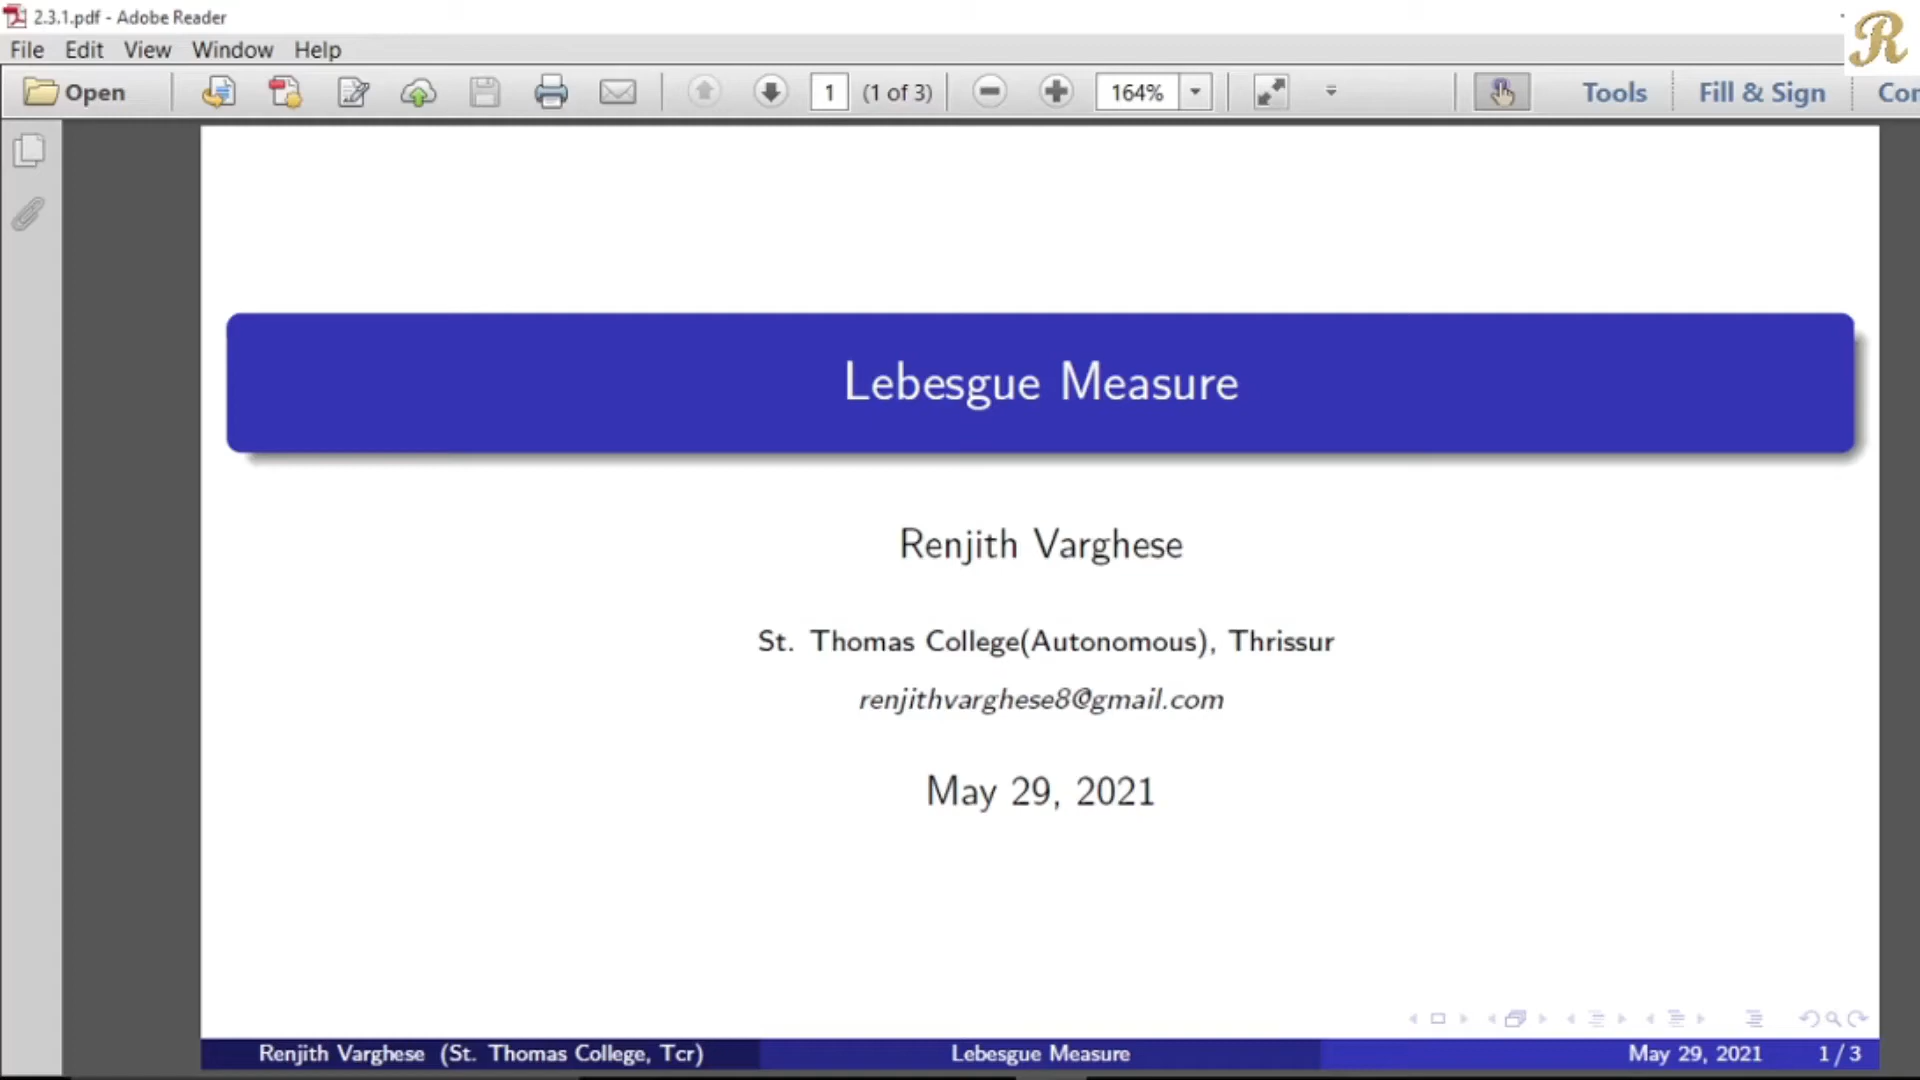 2.3.1.pdf - Adobe Reader
R
File Edit View Window Help
Open 1 (1 of 3) 164% Tools Fill & Sign Cor
Lebesgue Measure
Renjith Varghese
St. Thomas College(Autonomous), Thrissur
renjithvarghese8@gmail.com
May 29, 2021
Renjith Varghese (St. Thomas College, Tcr) Lebesgue Measure May 29, 2021 1 / 3